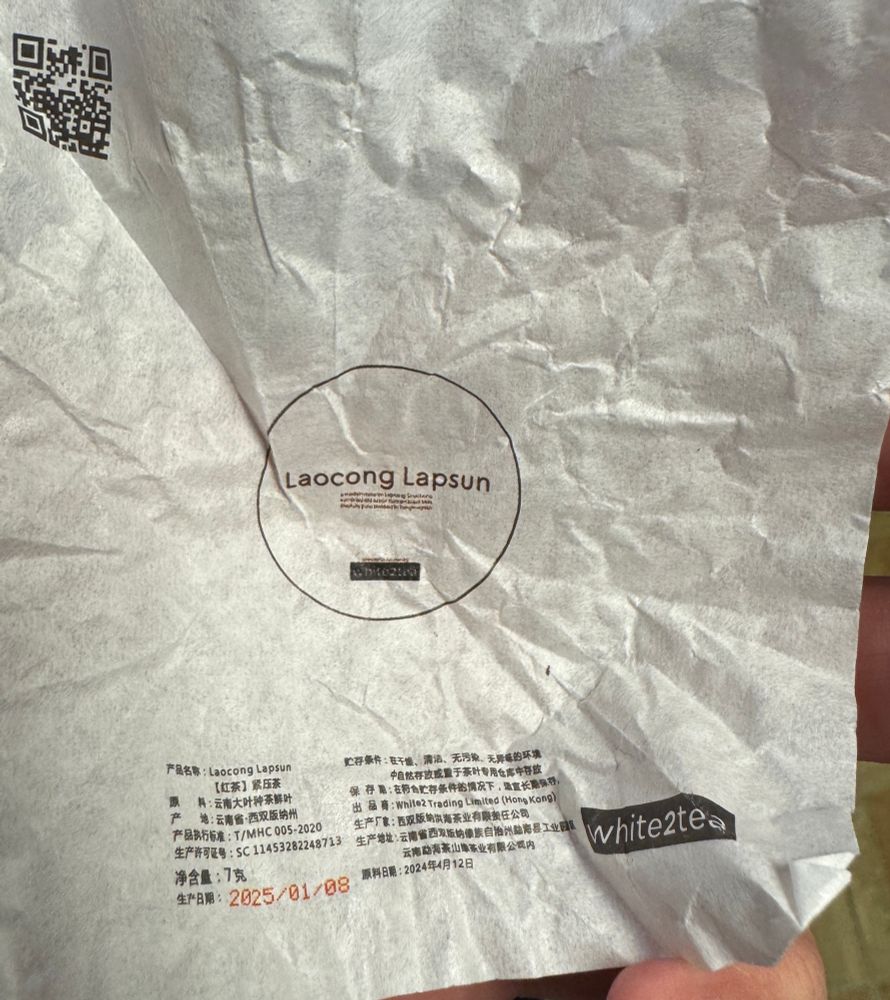 Laocong Lapsun
white2tea
产品名称：Laocong Lapsun
【红茶】紧压茶
原 料：云南大叶种茶鲜叶
产 地：云南省·西双版纳州
产品执行标准：T/MHC 005-2020
生产许可证号：SC 11453282248713
净含量：7克
生产日期：2025/01/08
贮存条件：在干燥、清洁、无污染、无异味的环境
中自然存放或置于茶叶专用仓库中存放
保 存 期：在符合贮存条件的情况下，适宜长期保存。
出 品 商：White2 Trading Limited (Hong Kong)
生产厂家：西双版纳洪海茶业有限责任公司
生产地址：云南省西双版纳傣族自治州勐海县工业园区
云南勐海茶山缘茶业有限公司内
原料日期：2024年4月12日
white2tea